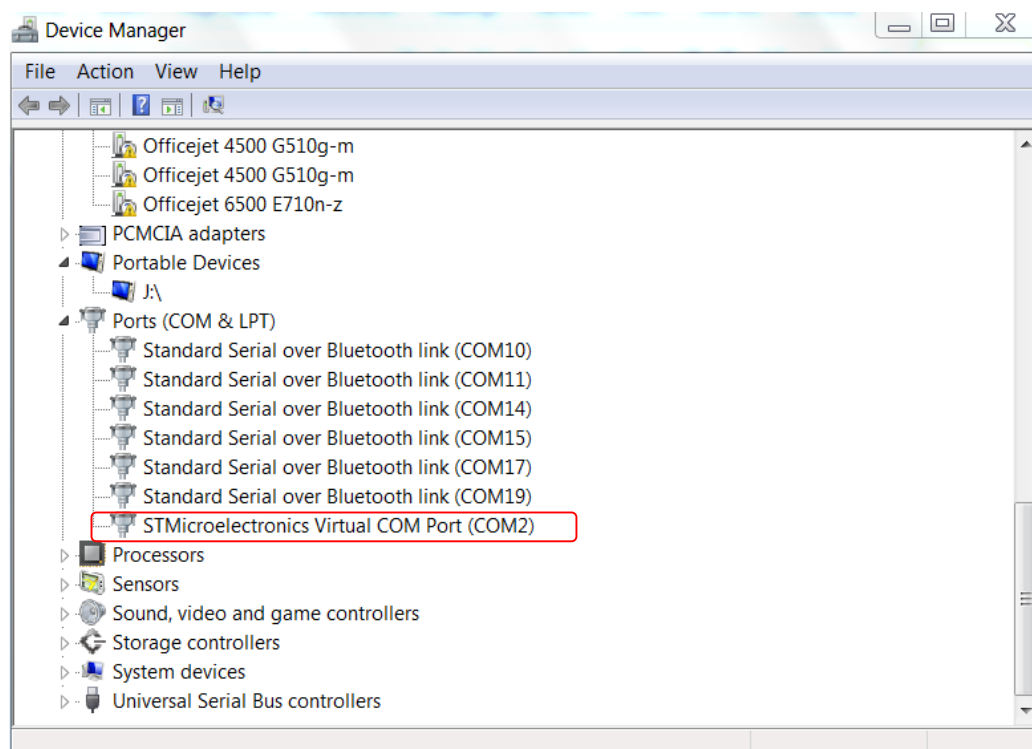 Device Manager
File Action View Help
Officejet 4500 G510g-m
Officejet 4500 G510g-m
Officejet 6500 E710n-z
PCMCIA adapters
Portable Devices
J:\
Ports (COM & LPT)
Standard Serial over Bluetooth link (COM10)
Standard Serial over Bluetooth link (COM11)
Standard Serial over Bluetooth link (COM14)
Standard Serial over Bluetooth link (COM15)
Standard Serial over Bluetooth link (COM17)
Standard Serial over Bluetooth link (COM19)
STMicroelectronics Virtual COM Port (COM2)
Processors
Sensors
Sound, video and game controllers
Storage controllers
System devices
Universal Serial Bus controllers